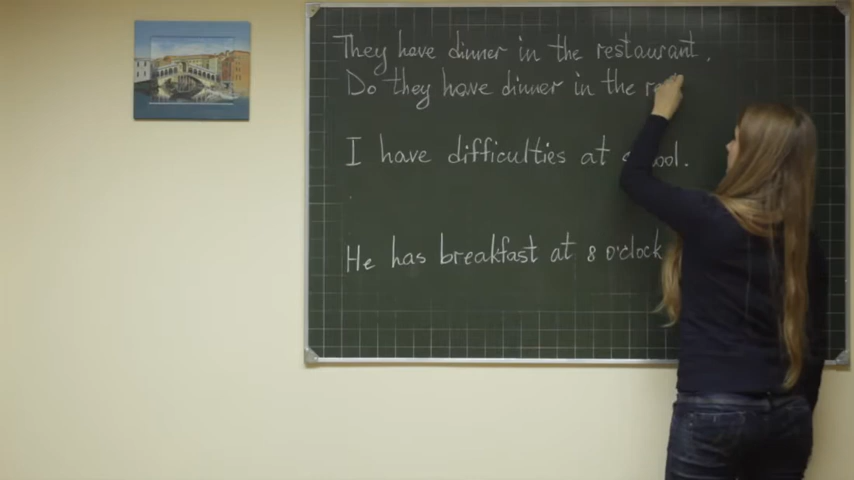 They have dinner in the restaurant.
Do they have dinner in the
I have difficulties at school.
He has breakfast at 8 o'clock